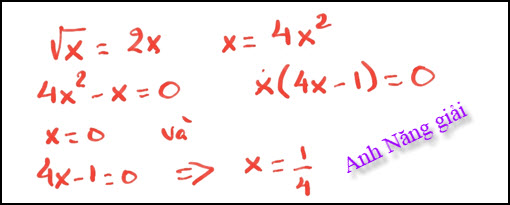 √x = 2x    x = 4x²
4x² - x = 0    x(4x - 1) = 0
x = 0    và
4x - 1 = 0    =>    x = 1/4
Anh Năng giải